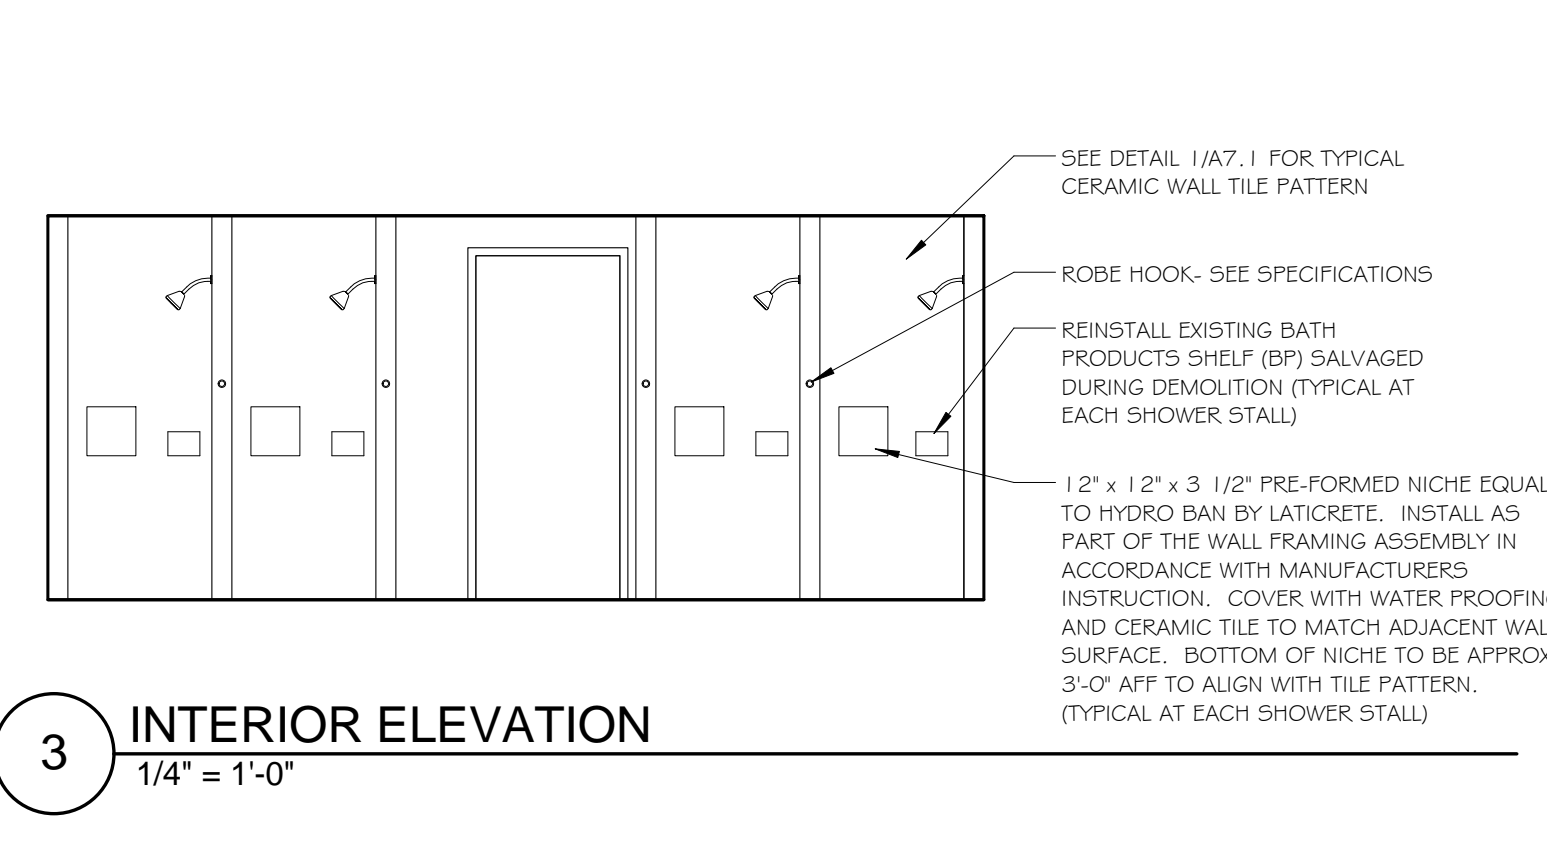 SEE DETAIL 1/A7.1 FOR TYPICAL
CERAMIC WALL TILE PATTERN
ROBE HOOK- SEE SPECIFICATIONS
REINSTALL EXISTING BATH
PRODUCTS SHELF (BP) SALVAGED
DURING DEMOLITION (TYPICAL AT
EACH SHOWER STALL)
12" x 12" x 3 1/2" PRE-FORMED NICHE EQUAL
TO HYDRO BAN BY LATICRETE. INSTALL AS
PART OF THE WALL FRAMING ASSEMBLY IN
ACCORDANCE WITH MANUFACTURERS
INSTRUCTION. COVER WITH WATER PROOFIN
AND CERAMIC TILE TO MATCH ADJACENT WAL
SURFACE. BOTTOM OF NICHE TO BE APPROX
3'-0" AFF TO ALIGN WITH TILE PATTERN.
(TYPICAL AT EACH SHOWER STALL)
3
INTERIOR ELEVATION
1/4" = 1'-0"